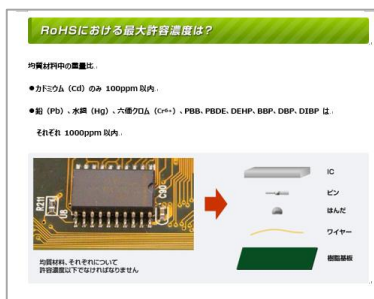 RoHSにおける最大許容濃度は?
均質材料中の重量比
●カドミウム（Cd）のみ 100ppm 以内
●鉛（Pb）、水銀（Hg）、六価クロム（Cr⁶⁺）、PBB、PBDE、DEHP、BBP、DBP、DIBP は
それぞれ 1000ppm 以内
IC
ピン
はんだ
ワイヤー
樹脂基板
R211
U8
C90
均質材料、それぞれについて
許容濃度以下でなければなりません